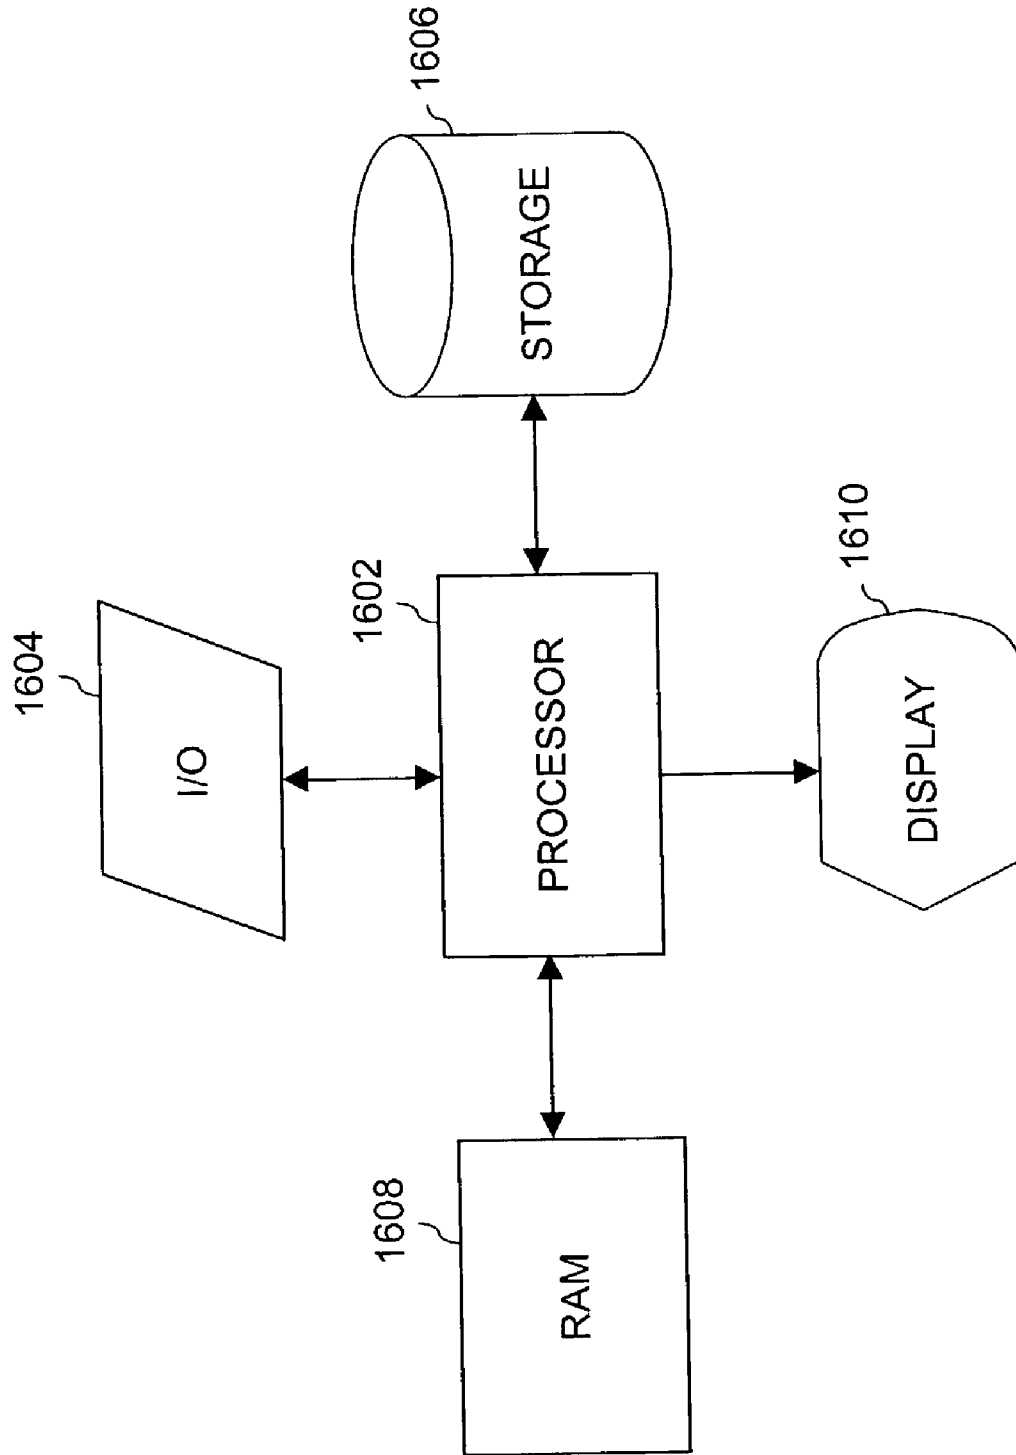 1604
I/O
1608
RAM
1602
PROCESSOR
1606
STORAGE
1610
DISPLAY